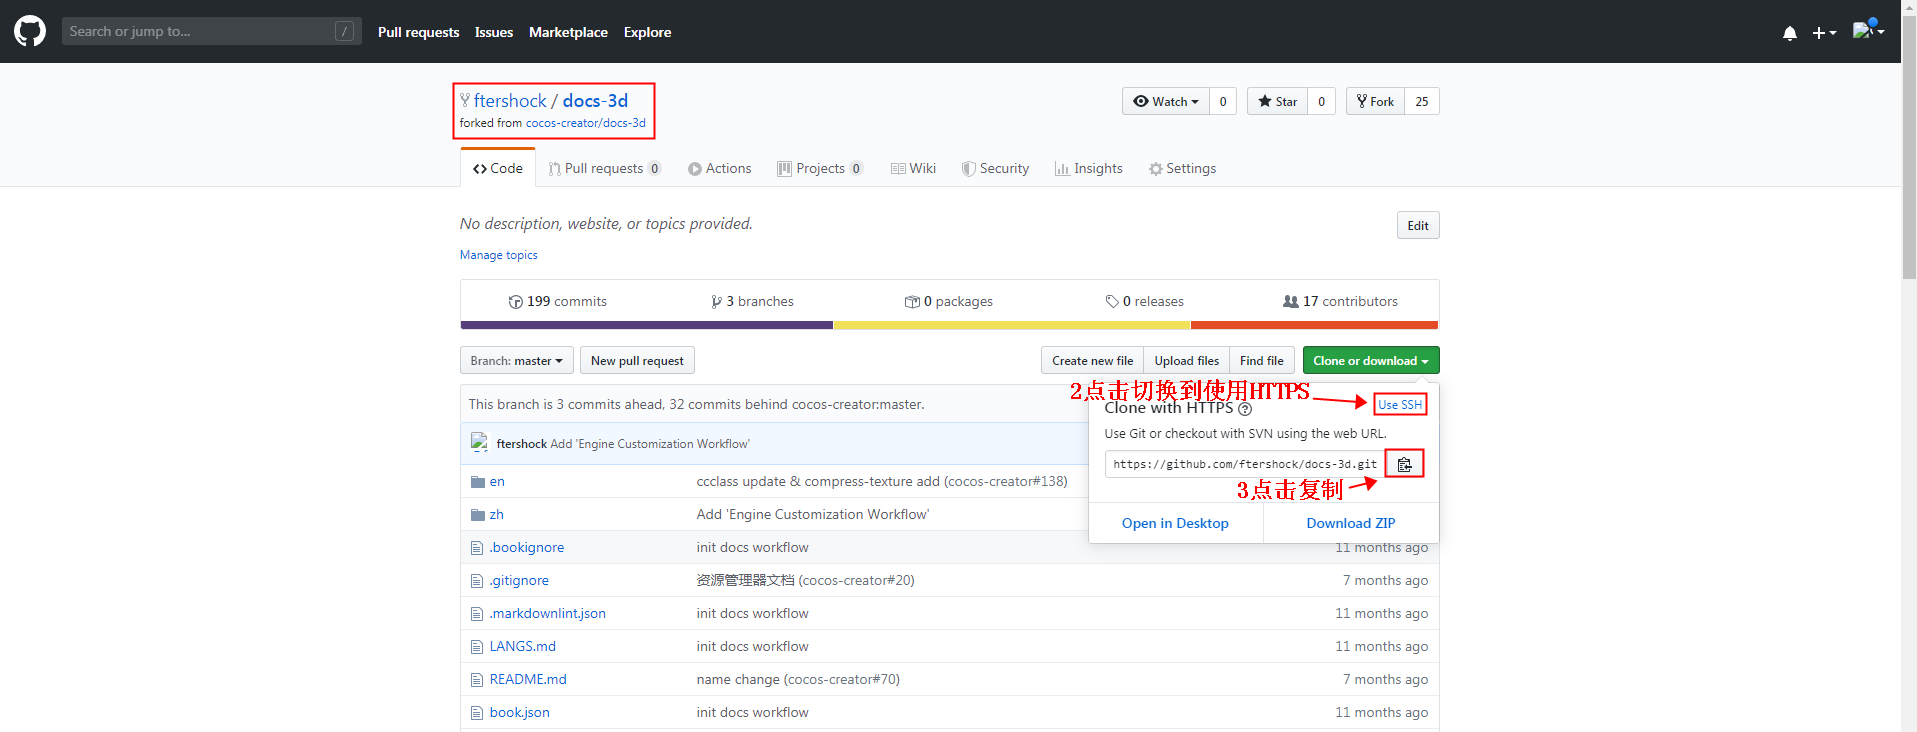 Search or jump to...
/
Pull requests Issues Marketplace Explore
ftershock / docs-3d
forked from cocos-creator/docs-3d
Watch 0 Star 0 Fork 25
Code Pull requests 0 Actions Projects 0 Wiki Security Insights Settings
No description, website, or topics provided.
Edit
Manage topics
199 commits 3 branches 0 packages 0 releases 17 contributors
Branch: master New pull request Create new file Upload files Find file Clone or download
2点击切换到使用HTTPS
This branch is 3 commits ahead, 32 commits behind cocos-creator:master.
Clone with HTTPS ?
Use SSH
Use Git or checkout with SVN using the web URL.
ftershock Add 'Engine Customization Workflow'
https://github.com/ftershock/docs-3d.git
3点击复制
Open in Desktop Download ZIP
en ccclass update & compress-texture add (cocos-creator#138)
zh Add 'Engine Customization Workflow'
.bookignore init docs workflow 11 months ago
.gitignore 资源管理器文档 (cocos-creator#20) 7 months ago
.markdownlint.json init docs workflow 11 months ago
LANGS.md init docs workflow 11 months ago
README.md name change (cocos-creator#70) 7 months ago
book.json init docs workflow 11 months ago